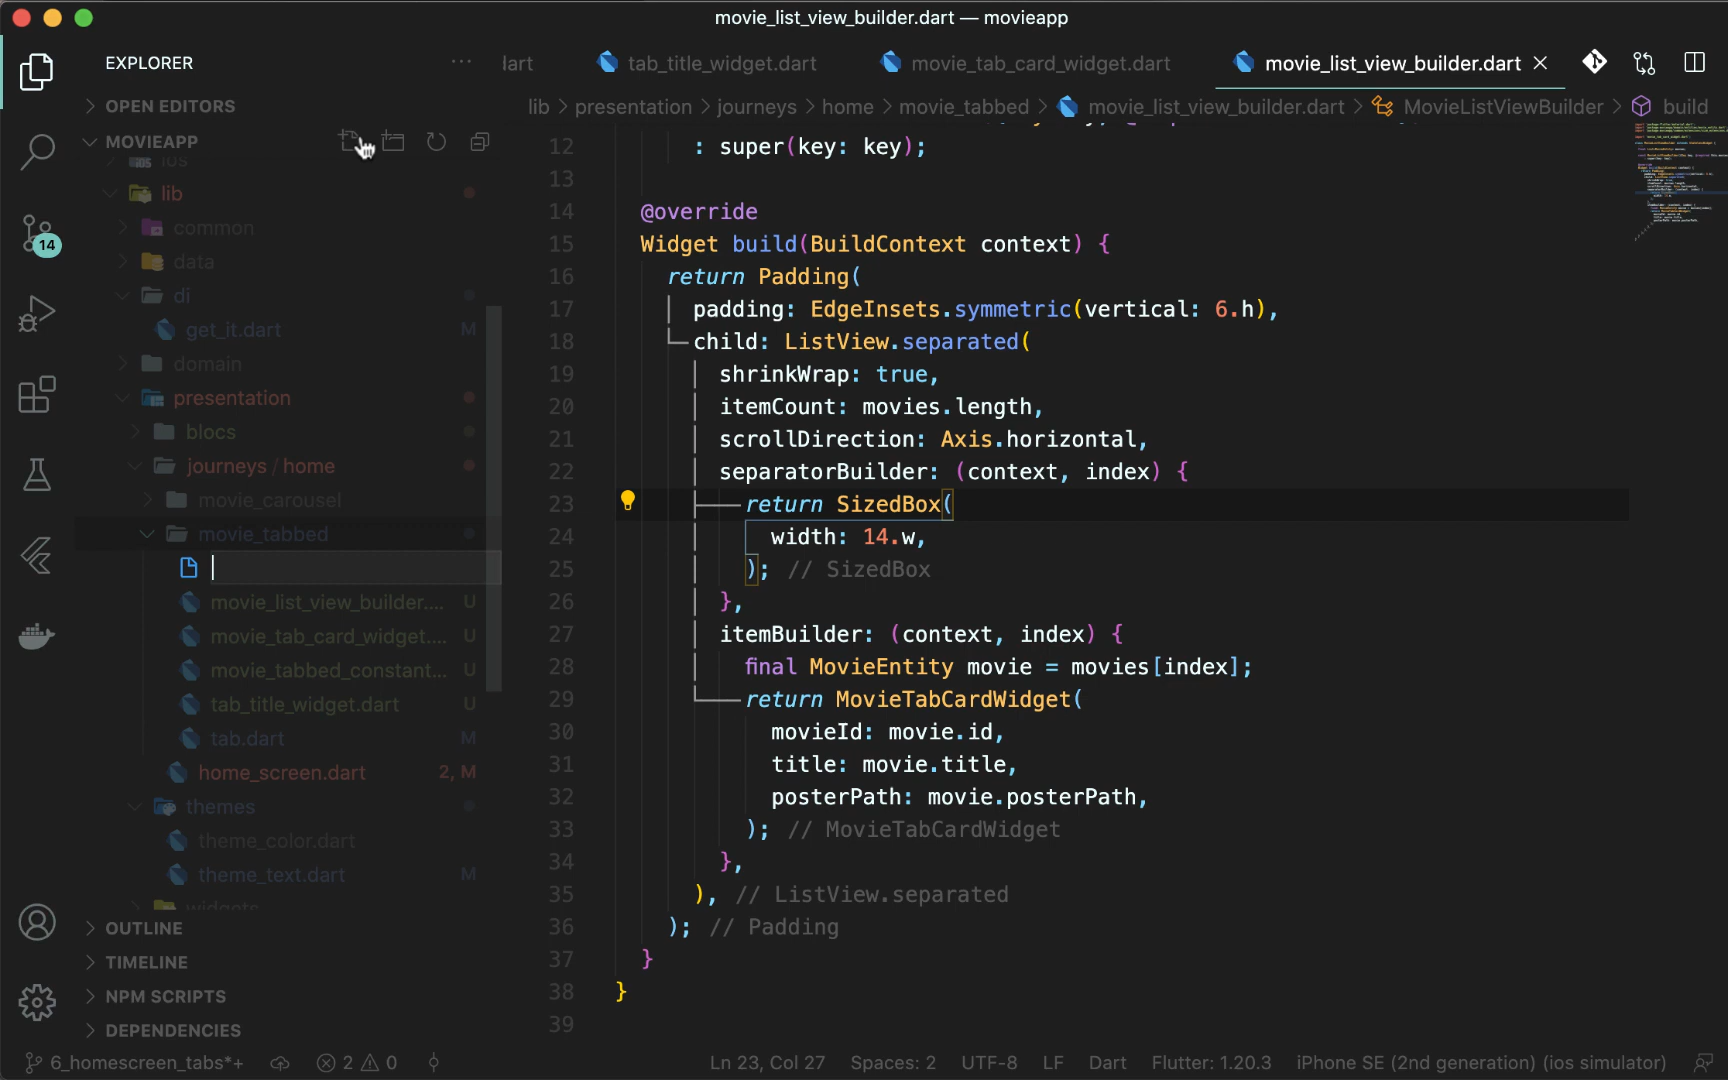 movie_list_view_builder.dart — movieapp
EXPLORER
lart
tab_title_widget.dart
movie_tab_card_widget.dart
movie_list_view_builder.dart
OPEN EDITORS
lib > presentation > journeys > home > movie_tabbed > movie_list_view_builder.dart > MovieListViewBuilder > build
MOVIEAPP
ios
lib
common
data
di
get_it.dart M
domain
presentation
blocs
journeys / home
movie_carousel
movie_tabbed
movie_list_view_builder.... U
movie_tab_card_widget.... U
movie_tabbed_constant... U
tab_title_widget.dart U
tab.dart M
home_screen.dart 2, M
themes
theme_color.dart
theme_text.dart M
widgets
OUTLINE
TIMELINE
NPM SCRIPTS
DEPENDENCIES
14
12 : super(key: key);
13
14 @override
15 Widget build(BuildContext context) {
16 return Padding(
17 padding: EdgeInsets.symmetric(vertical: 6.h),
18 child: ListView.separated(
19 shrinkWrap: true,
20 itemCount: movies.length,
21 scrollDirection: Axis.horizontal,
22 separatorBuilder: (context, index) {
23 return SizedBox(
24 width: 14.w,
25 ); // SizedBox
26 },
27 itemBuilder: (context, index) {
28 final MovieEntity movie = movies[index];
29 return MovieTabCardWidget(
30 movieId: movie.id,
31 title: movie.title,
32 posterPath: movie.posterPath,
33 ); // MovieTabCardWidget
34 },
35 ), // ListView.separated
36 ); // Padding
37 }
38 }
39
6_homescreen_tabs*+ 2 0 Ln 23, Col 27 Spaces: 2 UTF-8 LF Dart Flutter: 1.20.3 iPhone SE (2nd generation) (ios simulator)